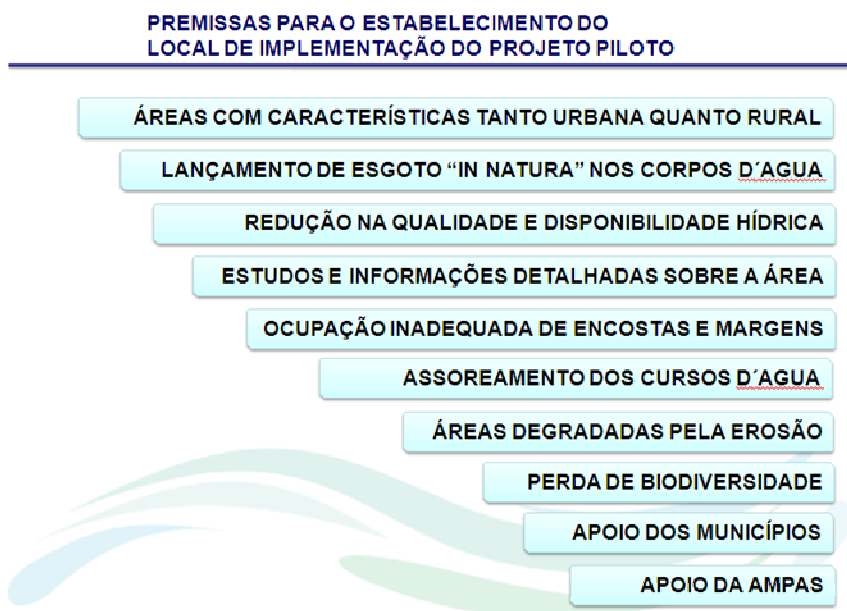 PREMISSAS PARA O ESTABELECIMENTO DO
LOCAL DE IMPLEMENTAÇÃO DO PROJETO PILOTO
ÁREAS COM CARACTERÍSTICAS TANTO URBANA QUANTO RURAL
LANÇAMENTO DE ESGOTO “IN NATURA” NOS CORPOS D´AGUA
REDUÇÃO NA QUALIDADE E DISPONIBILIDADE HÍDRICA
ESTUDOS E INFORMAÇÕES DETALHADAS SOBRE A ÁREA
OCUPAÇÃO INADEQUADA DE ENCOSTAS E MARGENS
ASSOREAMENTO DOS CURSOS D´AGUA
ÁREAS DEGRADADAS PELA EROSÃO
PERDA DE BIODIVERSIDADE
APOIO DOS MUNICÍPIOS
APOIO DA AMPAS